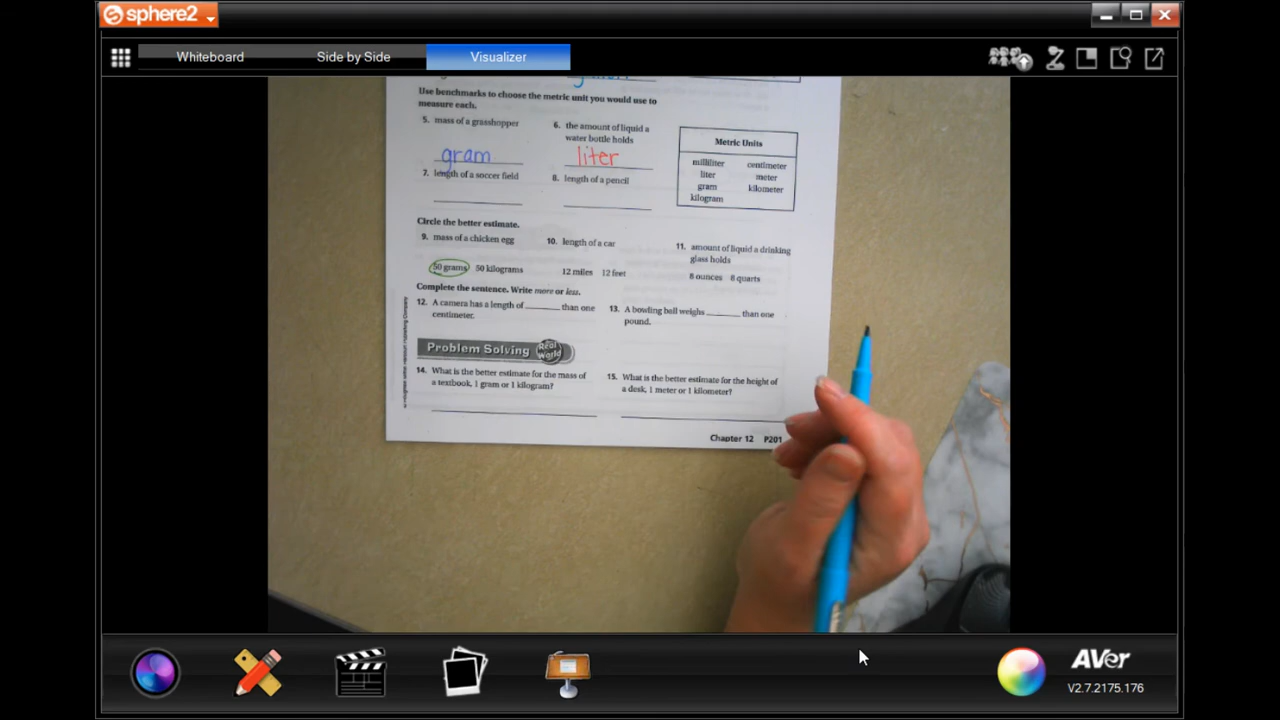 sphere2
Whiteboard
Side by Side
Visualizer
Use benchmarks to choose the metric unit you would use to
measure each.
5. mass of a grasshopper
gram
6. the amount of liquid a
water bottle holds
liter
7. length of a soccer field
8. length of a pencil
Metric Units
milliliter centimeter
liter meter
gram kilometer
kilogram
Circle the better estimate.
9. mass of a chicken egg
50 grams 50 kilograms
10. length of a car
12 miles 12 feet
11. amount of liquid a drinking
glass holds
8 ounces 8 quarts
Complete the sentence. Write more or less.
12. A camera has a length of ______ than one
centimeter.
13. A bowling ball weighs ______ than one
pound.
Problem Solving Real
World
14. What is the better estimate for the mass of
a textbook, 1 gram or 1 kilogram?
15. What is the better estimate for the height of
a desk, 1 meter or 1 kilometer?
Chapter 12 P201
AVer
V2.7.2175.176